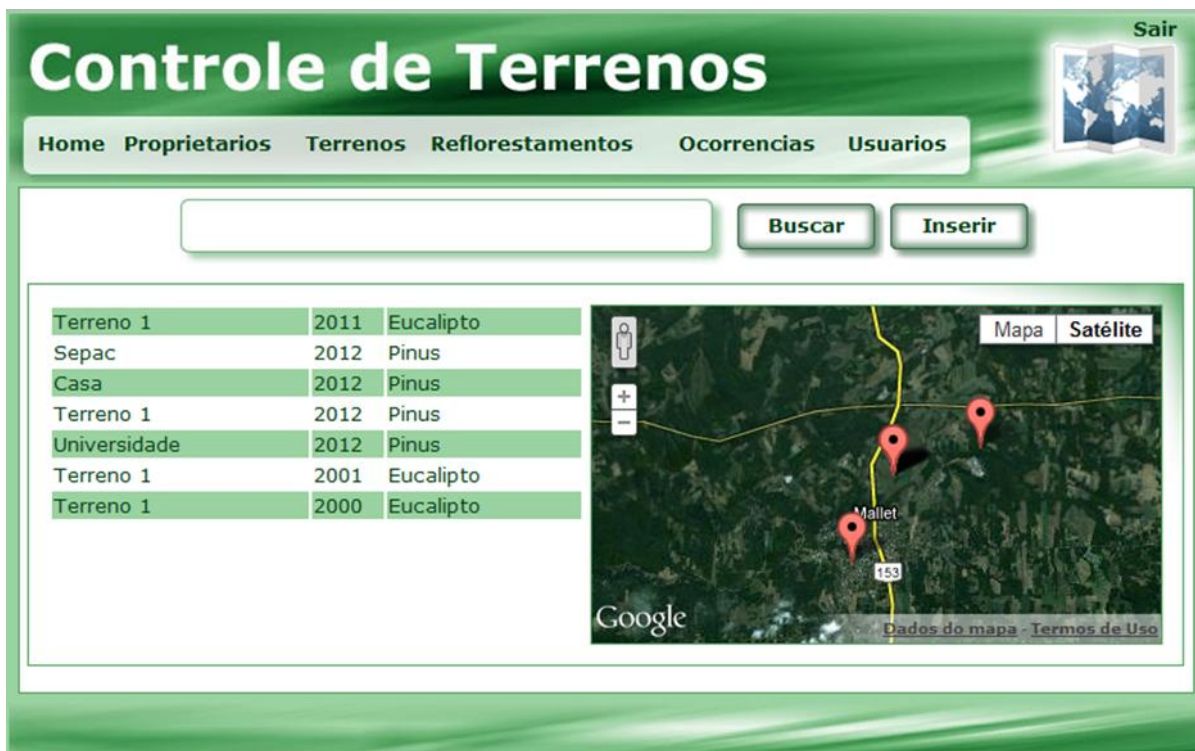 Sair
Controle de Terrenos
Home Proprietarios Terrenos Reflorestamentos Ocorrencias Usuarios
Buscar Inserir
Terreno 1 2011 Eucalipto
Sepac 2012 Pinus
Casa 2012 Pinus
Terreno 1 2012 Pinus
Universidade 2012 Pinus
Terreno 1 2001 Eucalipto
Terreno 1 2000 Eucalipto
Mapa Satélite
+
−
Mallet
153
Google
Dados do mapa - Termos de Uso